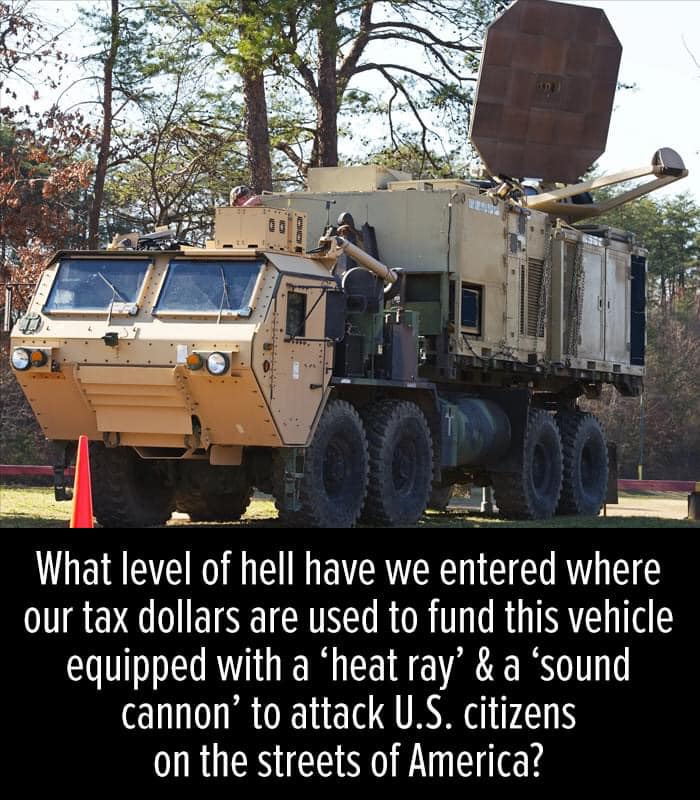 What level of hell have we entered where
our tax dollars are used to fund this vehicle
equipped with a ‘heat ray’ & a ‘sound
cannon’ to attack U.S. citizens
on the streets of America?